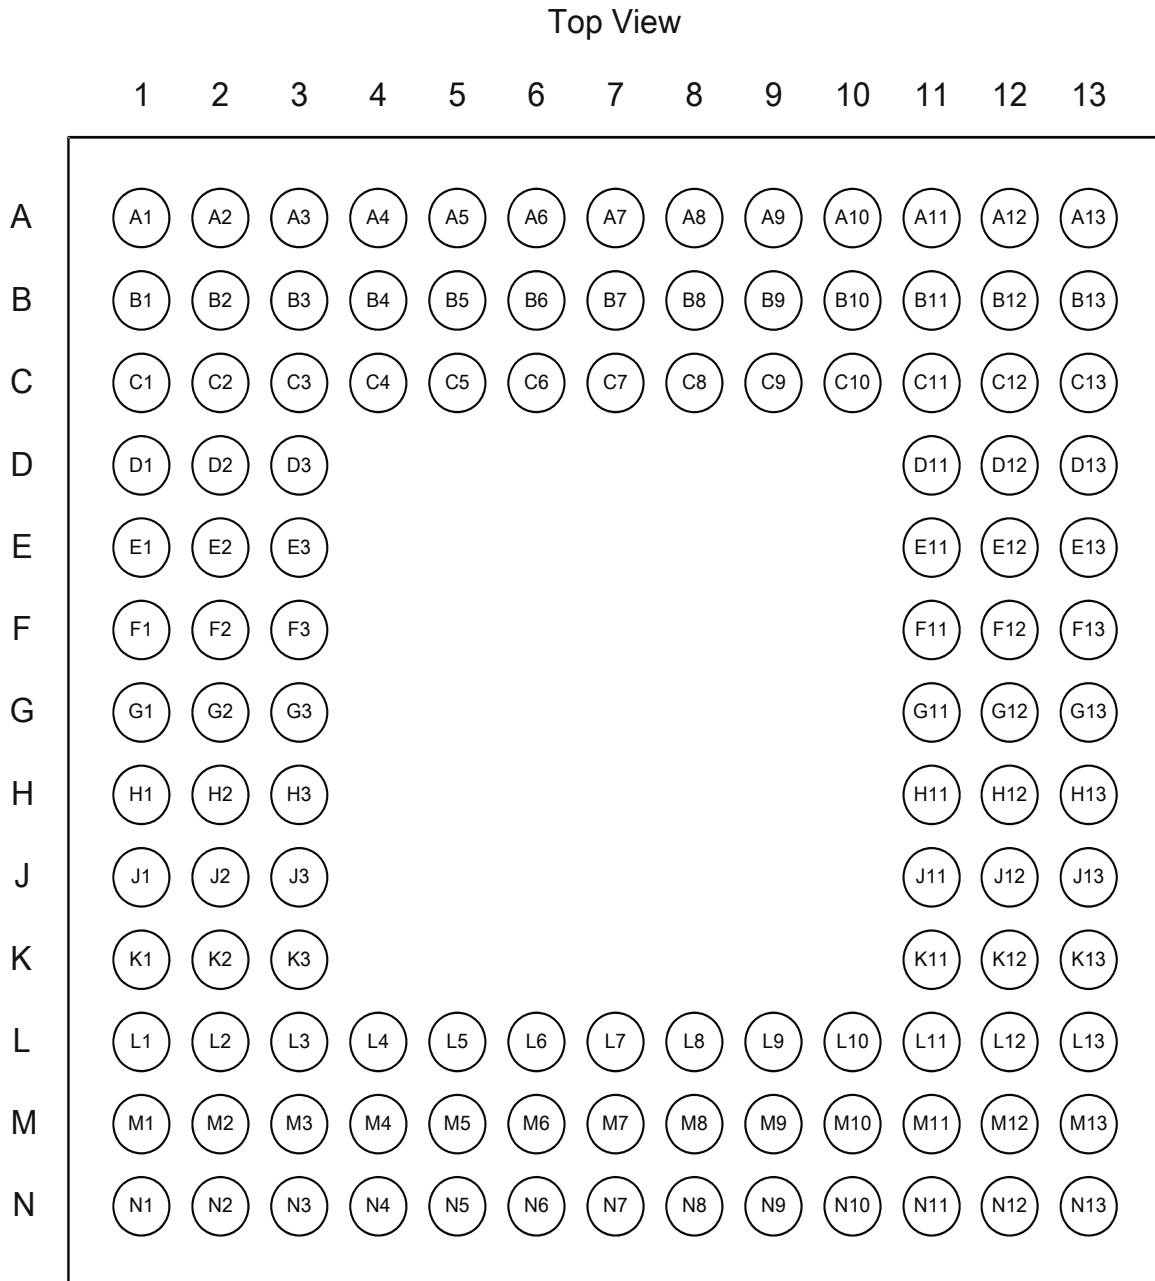 Top View
1 2 3 4 5 6 7 8 9 10 11 12 13
A A1 A2 A3 A4 A5 A6 A7 A8 A9 A10 A11 A12 A13
B B1 B2 B3 B4 B5 B6 B7 B8 B9 B10 B11 B12 B13
C C1 C2 C3 C4 C5 C6 C7 C8 C9 C10 C11 C12 C13
D D1 D2 D3 D11 D12 D13
E E1 E2 E3 E11 E12 E13
F F1 F2 F3 F11 F12 F13
G G1 G2 G3 G11 G12 G13
H H1 H2 H3 H11 H12 H13
J J1 J2 J3 J11 J12 J13
K K1 K2 K3 K11 K12 K13
L L1 L2 L3 L4 L5 L6 L7 L8 L9 L10 L11 L12 L13
M M1 M2 M3 M4 M5 M6 M7 M8 M9 M10 M11 M12 M13
N N1 N2 N3 N4 N5 N6 N7 N8 N9 N10 N11 N12 N13